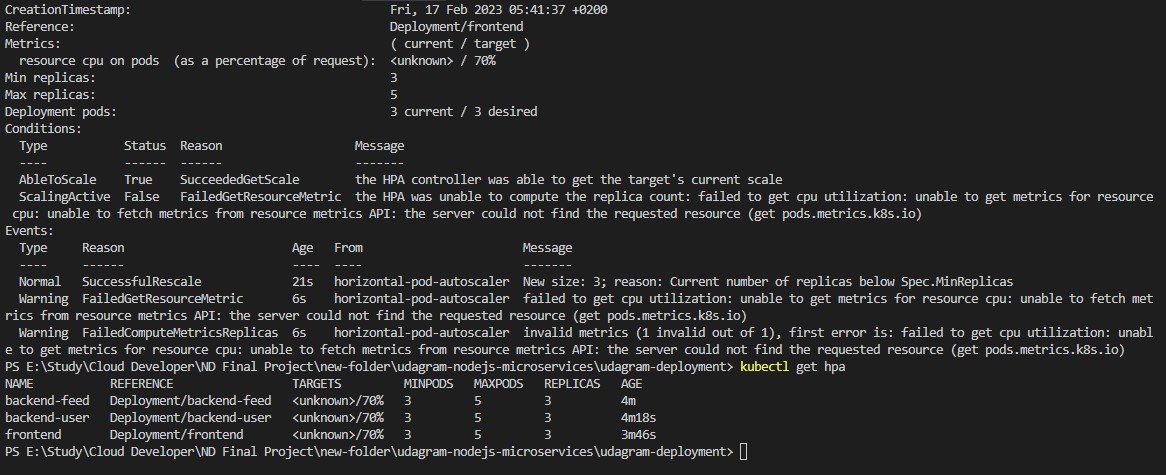 CreationTimestamp: Fri, 17 Feb 2023 05:41:37 +0200
Reference: Deployment/frontend
Metrics: ( current / target )
resource cpu on pods (as a percentage of request): <unknown> / 70%
Min replicas: 3
Max replicas: 5
Deployment pods: 3 current / 3 desired
Conditions:
Type Status Reason Message
---- ------ ------ -------
AbleToScale True SucceededGetScale the HPA controller was able to get the target's current scale
ScalingActive False FailedGetResourceMetric the HPA was unable to compute the replica count: failed to get cpu utilization: unable to get metrics for resource
cpu: unable to fetch metrics from resource metrics API: the server could not find the requested resource (get pods.metrics.k8s.io)
Events:
Type Reason Age From Message
---- ------ ---- ---- -------
Normal SuccessfulRescale 21s horizontal-pod-autoscaler New size: 3; reason: Current number of replicas below Spec.MinReplicas
Warning FailedGetResourceMetric 6s horizontal-pod-autoscaler failed to get cpu utilization: unable to get metrics for resource cpu: unable to fetch met
rics from resource metrics API: the server could not find the requested resource (get pods.metrics.k8s.io)
Warning FailedComputeMetricsReplicas 6s horizontal-pod-autoscaler invalid metrics (1 invalid out of 1), first error is: failed to get cpu utilization: unabl
e to get metrics for resource cpu: unable to fetch metrics from resource metrics API: the server could not find the requested resource (get pods.metrics.k8s.io)
PS E:\Study\Cloud Developer\ND Final Project\new-folder\udagram-nodejs-microservices\udagram-deployment> kubectl get hpa
NAME REFERENCE TARGETS MINPODS MAXPODS REPLICAS AGE
backend-feed Deployment/backend-feed <unknown>/70% 3 5 3 4m
backend-user Deployment/backend-user <unknown>/70% 3 5 3 4m18s
frontend Deployment/frontend <unknown>/70% 3 5 3 3m46s
PS E:\Study\Cloud Developer\ND Final Project\new-folder\udagram-nodejs-microservices\udagram-deployment>